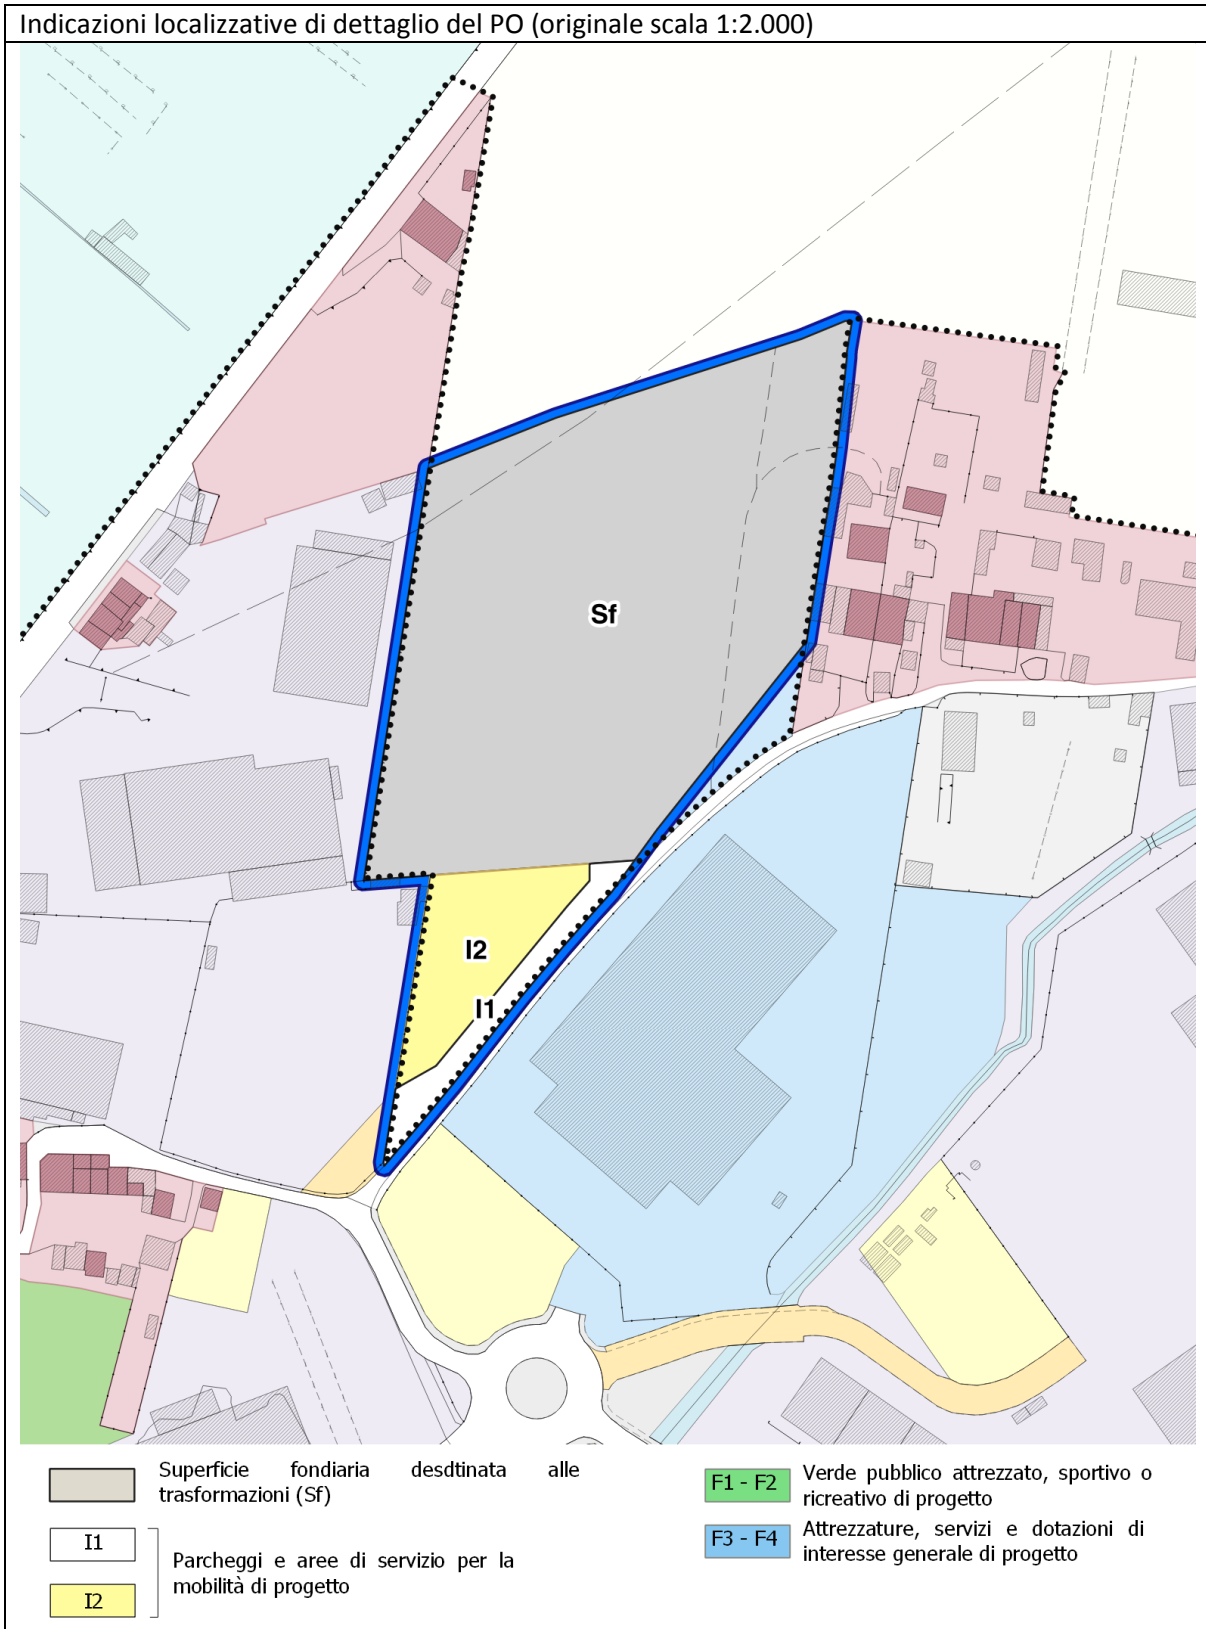 Indicazioni localizzative di dettaglio del PO (originale scala 1:2.000)
Sf
I2
I1
Superficie fondiaria desdtinata alle
trasformazioni (Sf)
I1
I2
Parcheggi e aree di servizio per la
mobilità di progetto
F1 - F2
Verde pubblico attrezzato, sportivo o
ricreativo di progetto
F3 - F4
Attrezzature, servizi e dotazioni di
interesse generale di progetto